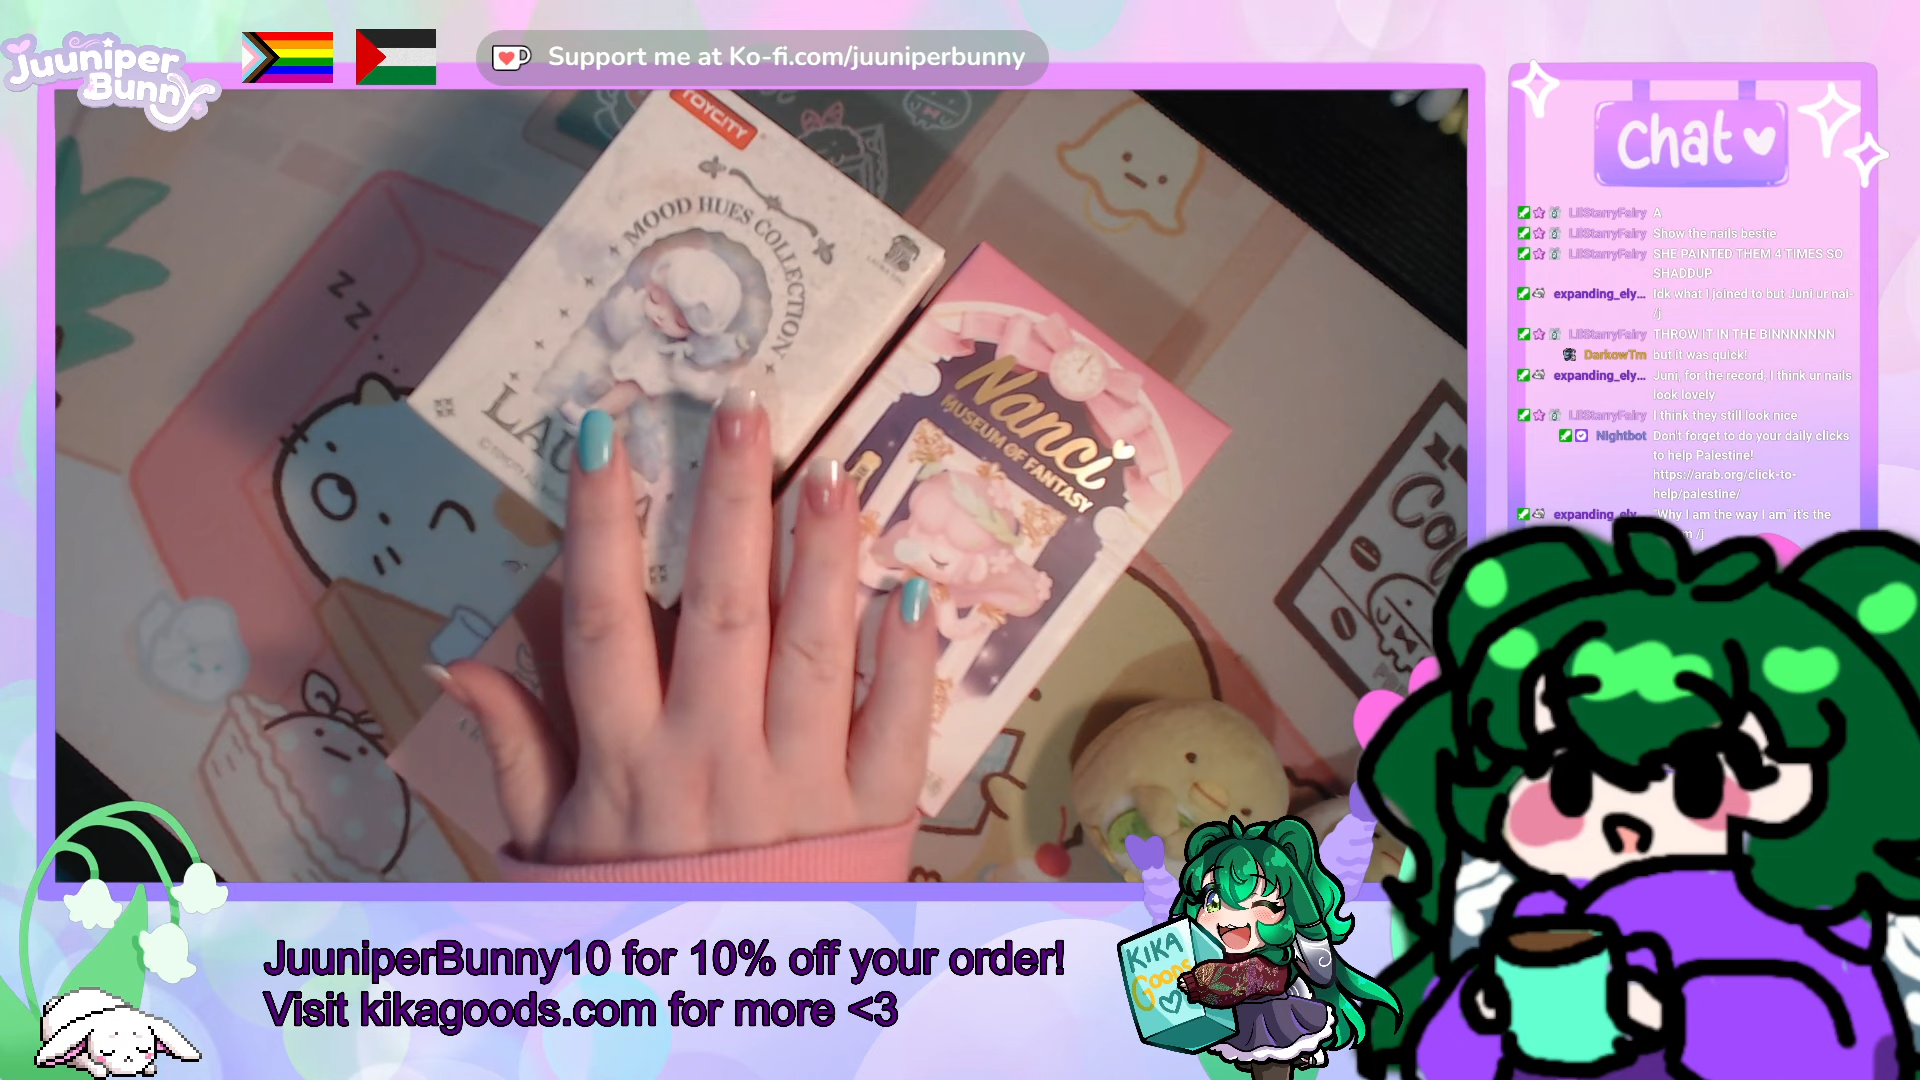 Juuniper
Bunny
Support me at Ko-fi.com/juuniperbunny
TOYCITY
MOOD HUES COLLECTION
LAU
Nanci
MUSEUM OF FANTASY
Z Z
Chat
LilStarryFairy A
LilStarryFairy Show the nails bestie
LilStarryFairy SHE PAINTED THEM 4 TIMES SO
SHADDUP
expanding_ely... Idk what I joined to but Juni ur nai-
/j
LilStarryFairy THROW IT IN THE BINNNNNNN
DarkowTm but it was quick!
expanding_ely... Juni, for the record, I think ur nails
look lovely
LilStarryFairy I think they still look nice
Nightbot Don't forget to do your daily clicks
to help Palestine!
https://arab.org/click-to-
help/palestine/
expanding_ely... "Why I am the way I am" it's the
/j
JuuniperBunny10 for 10% off your order!
Visit kikagoods.com for more <3
KIKA
Goods